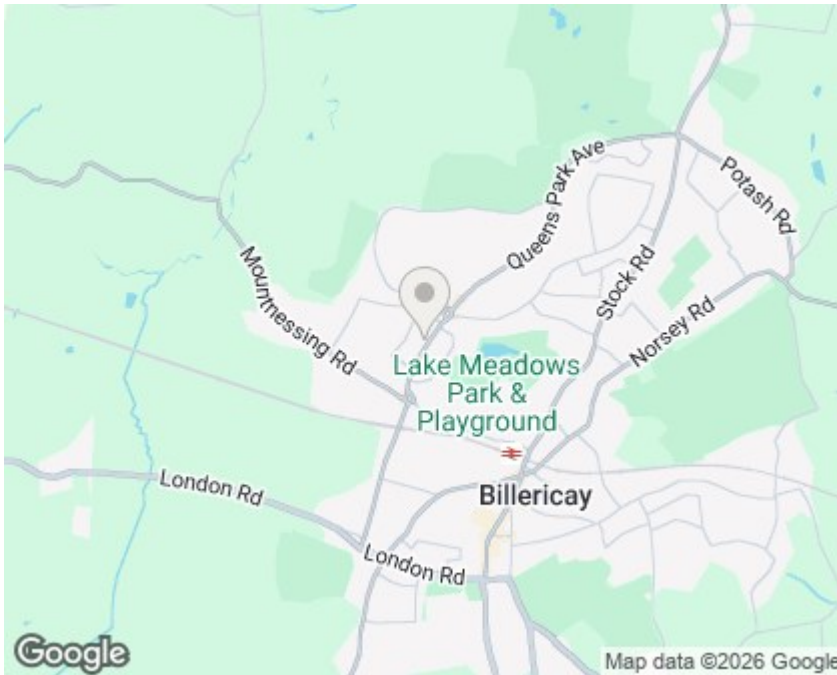 Queens Park Ave
Potash Rd
Mountnessing Rd
Stock Rd
Norsey Rd
Lake Meadows
Park &
Playground
London Rd
Billericay
London Rd
Google
Map data ©2026 Google